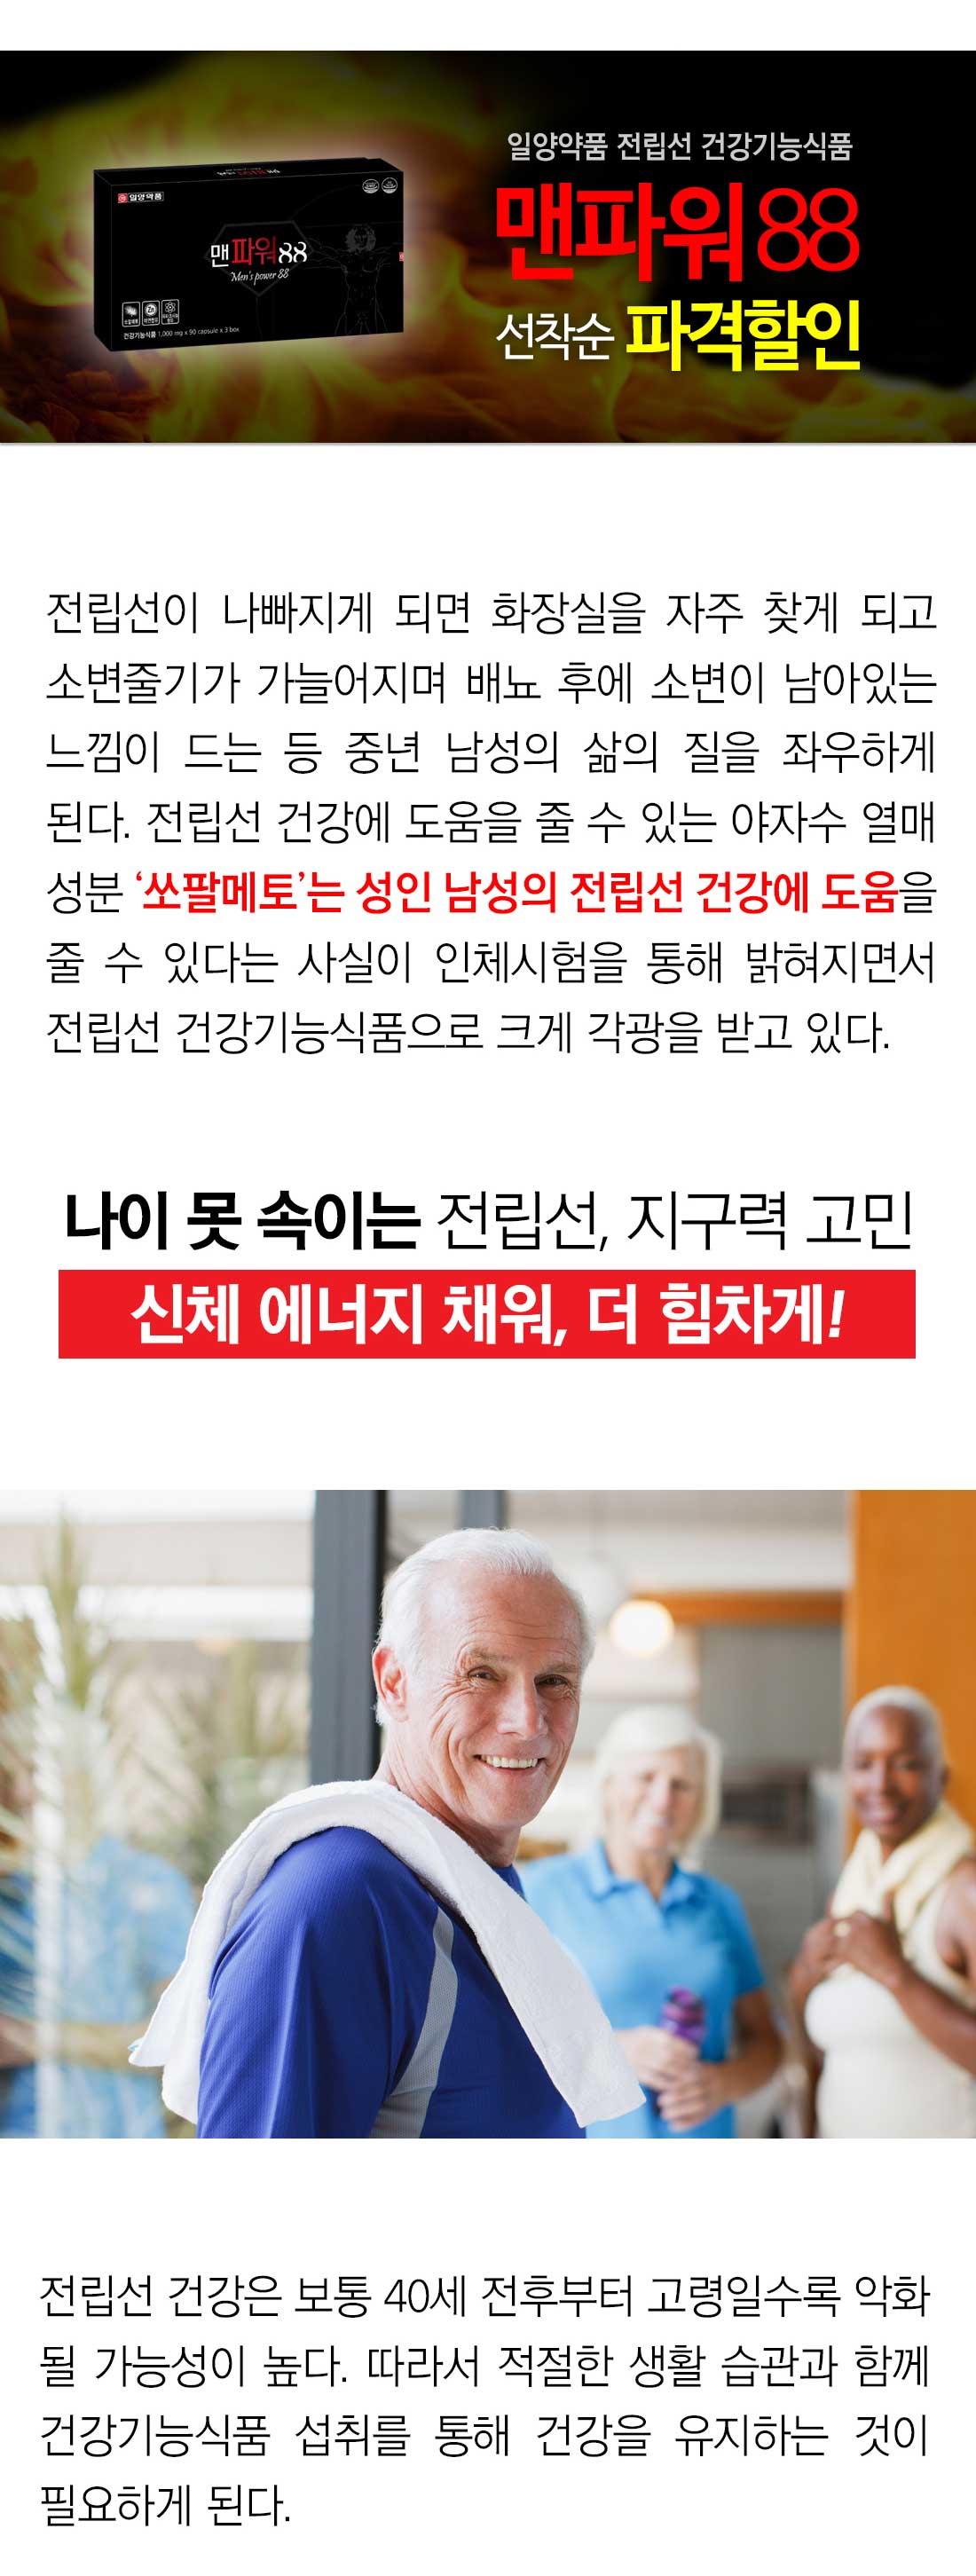 일양약품 전립선 건강기능식품
맨파워88
선착순 파격할인
일양약품
맨파워88
Men's power 88
건강기능식품 1,000 mg x 90 capsule x 3 box
전립선이 나빠지게 되면 화장실을 자주 찾게 되고
소변줄기가 가늘어지며 배뇨 후에 소변이 남아있는
느낌이 드는 등 중년 남성의 삶의 질을 좌우하게
된다. 전립선 건강에 도움을 줄 수 있는 야자수 열매
성분 ‘쏘팔메토’는 성인 남성의 전립선 건강에 도움을
줄 수 있다는 사실이 인체시험을 통해 밝혀지면서
전립선 건강기능식품으로 크게 각광을 받고 있다.
나이 못 속이는 전립선, 지구력 고민
신체 에너지 채워, 더 힘차게!
전립선 건강은 보통 40세 전후부터 고령일수록 악화
될 가능성이 높다. 따라서 적절한 생활 습관과 함께
건강기능식품 섭취를 통해 건강을 유지하는 것이
필요하게 된다.